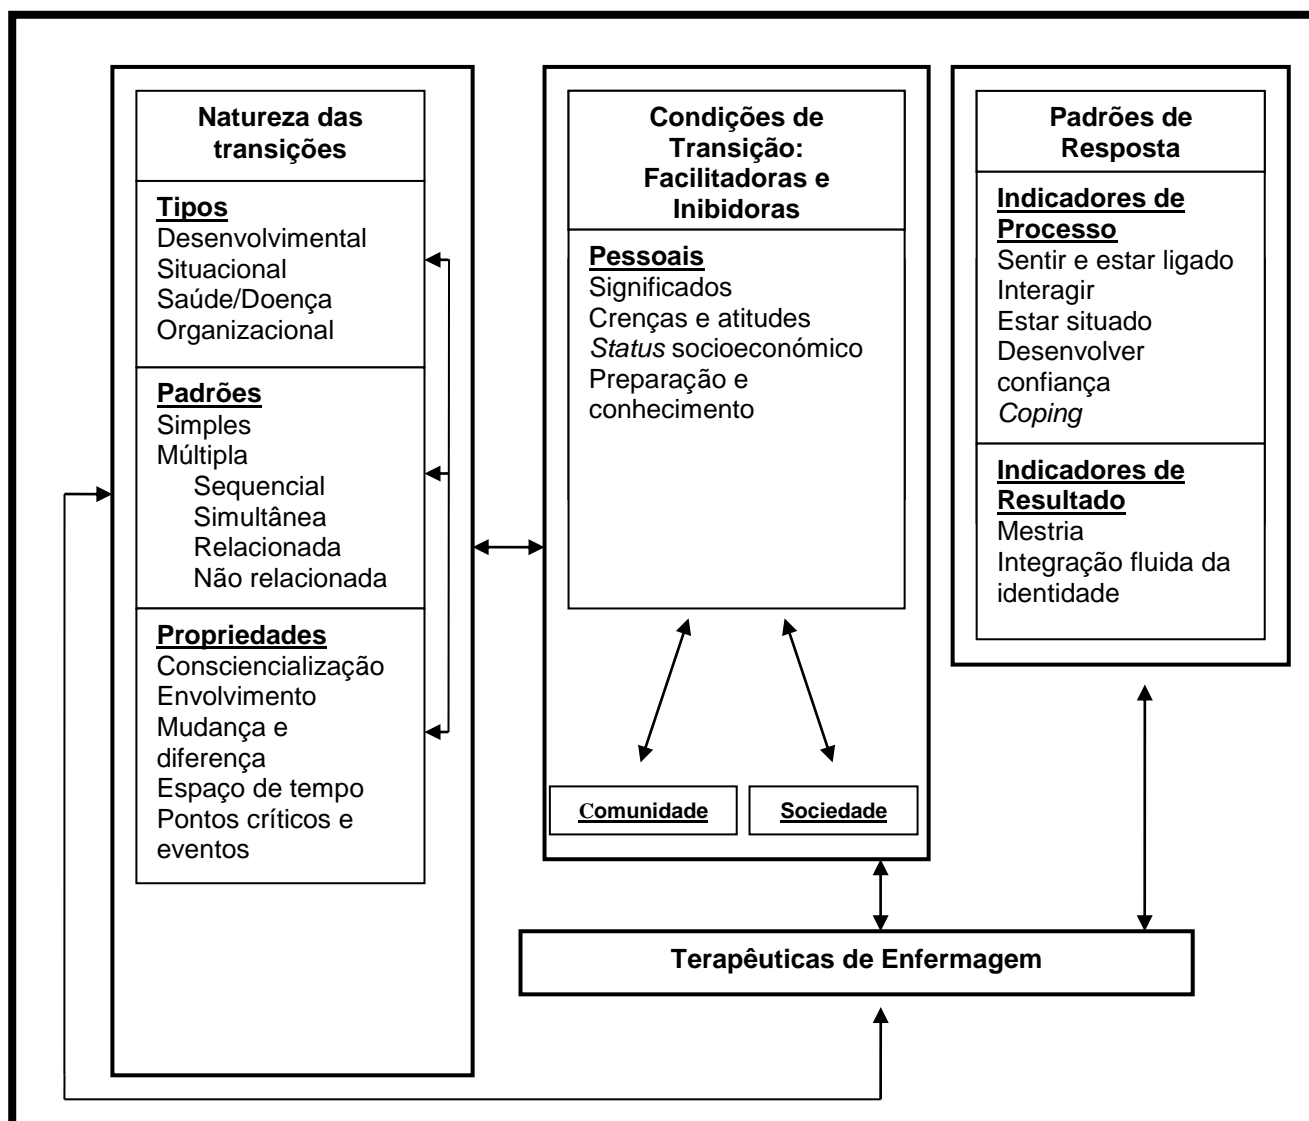 Natureza das
transições
Tipos
Desenvolvimental
Situacional
Saúde/Doença
Organizacional
Padrões
Simples
Múltipla
Sequencial
Simultânea
Relacionada
Não relacionada
Propriedades
Consciencialização
Envolvimento
Mudança e
diferença
Espaço de tempo
Pontos críticos e
eventos
Condições de
Transição:
Facilitadoras e
Inibidoras
Pessoais
Significados
Crenças e atitudes
Status socioeconómico
Preparação e
conhecimento
Comunidade
Sociedade
Padrões de
Resposta
Indicadores de
Processo
Sentir e estar ligado
Interagir
Estar situado
Desenvolver
confiança
Coping
Indicadores de
Resultado
Mestria
Integração fluida da
identidade
Terapêuticas de Enfermagem